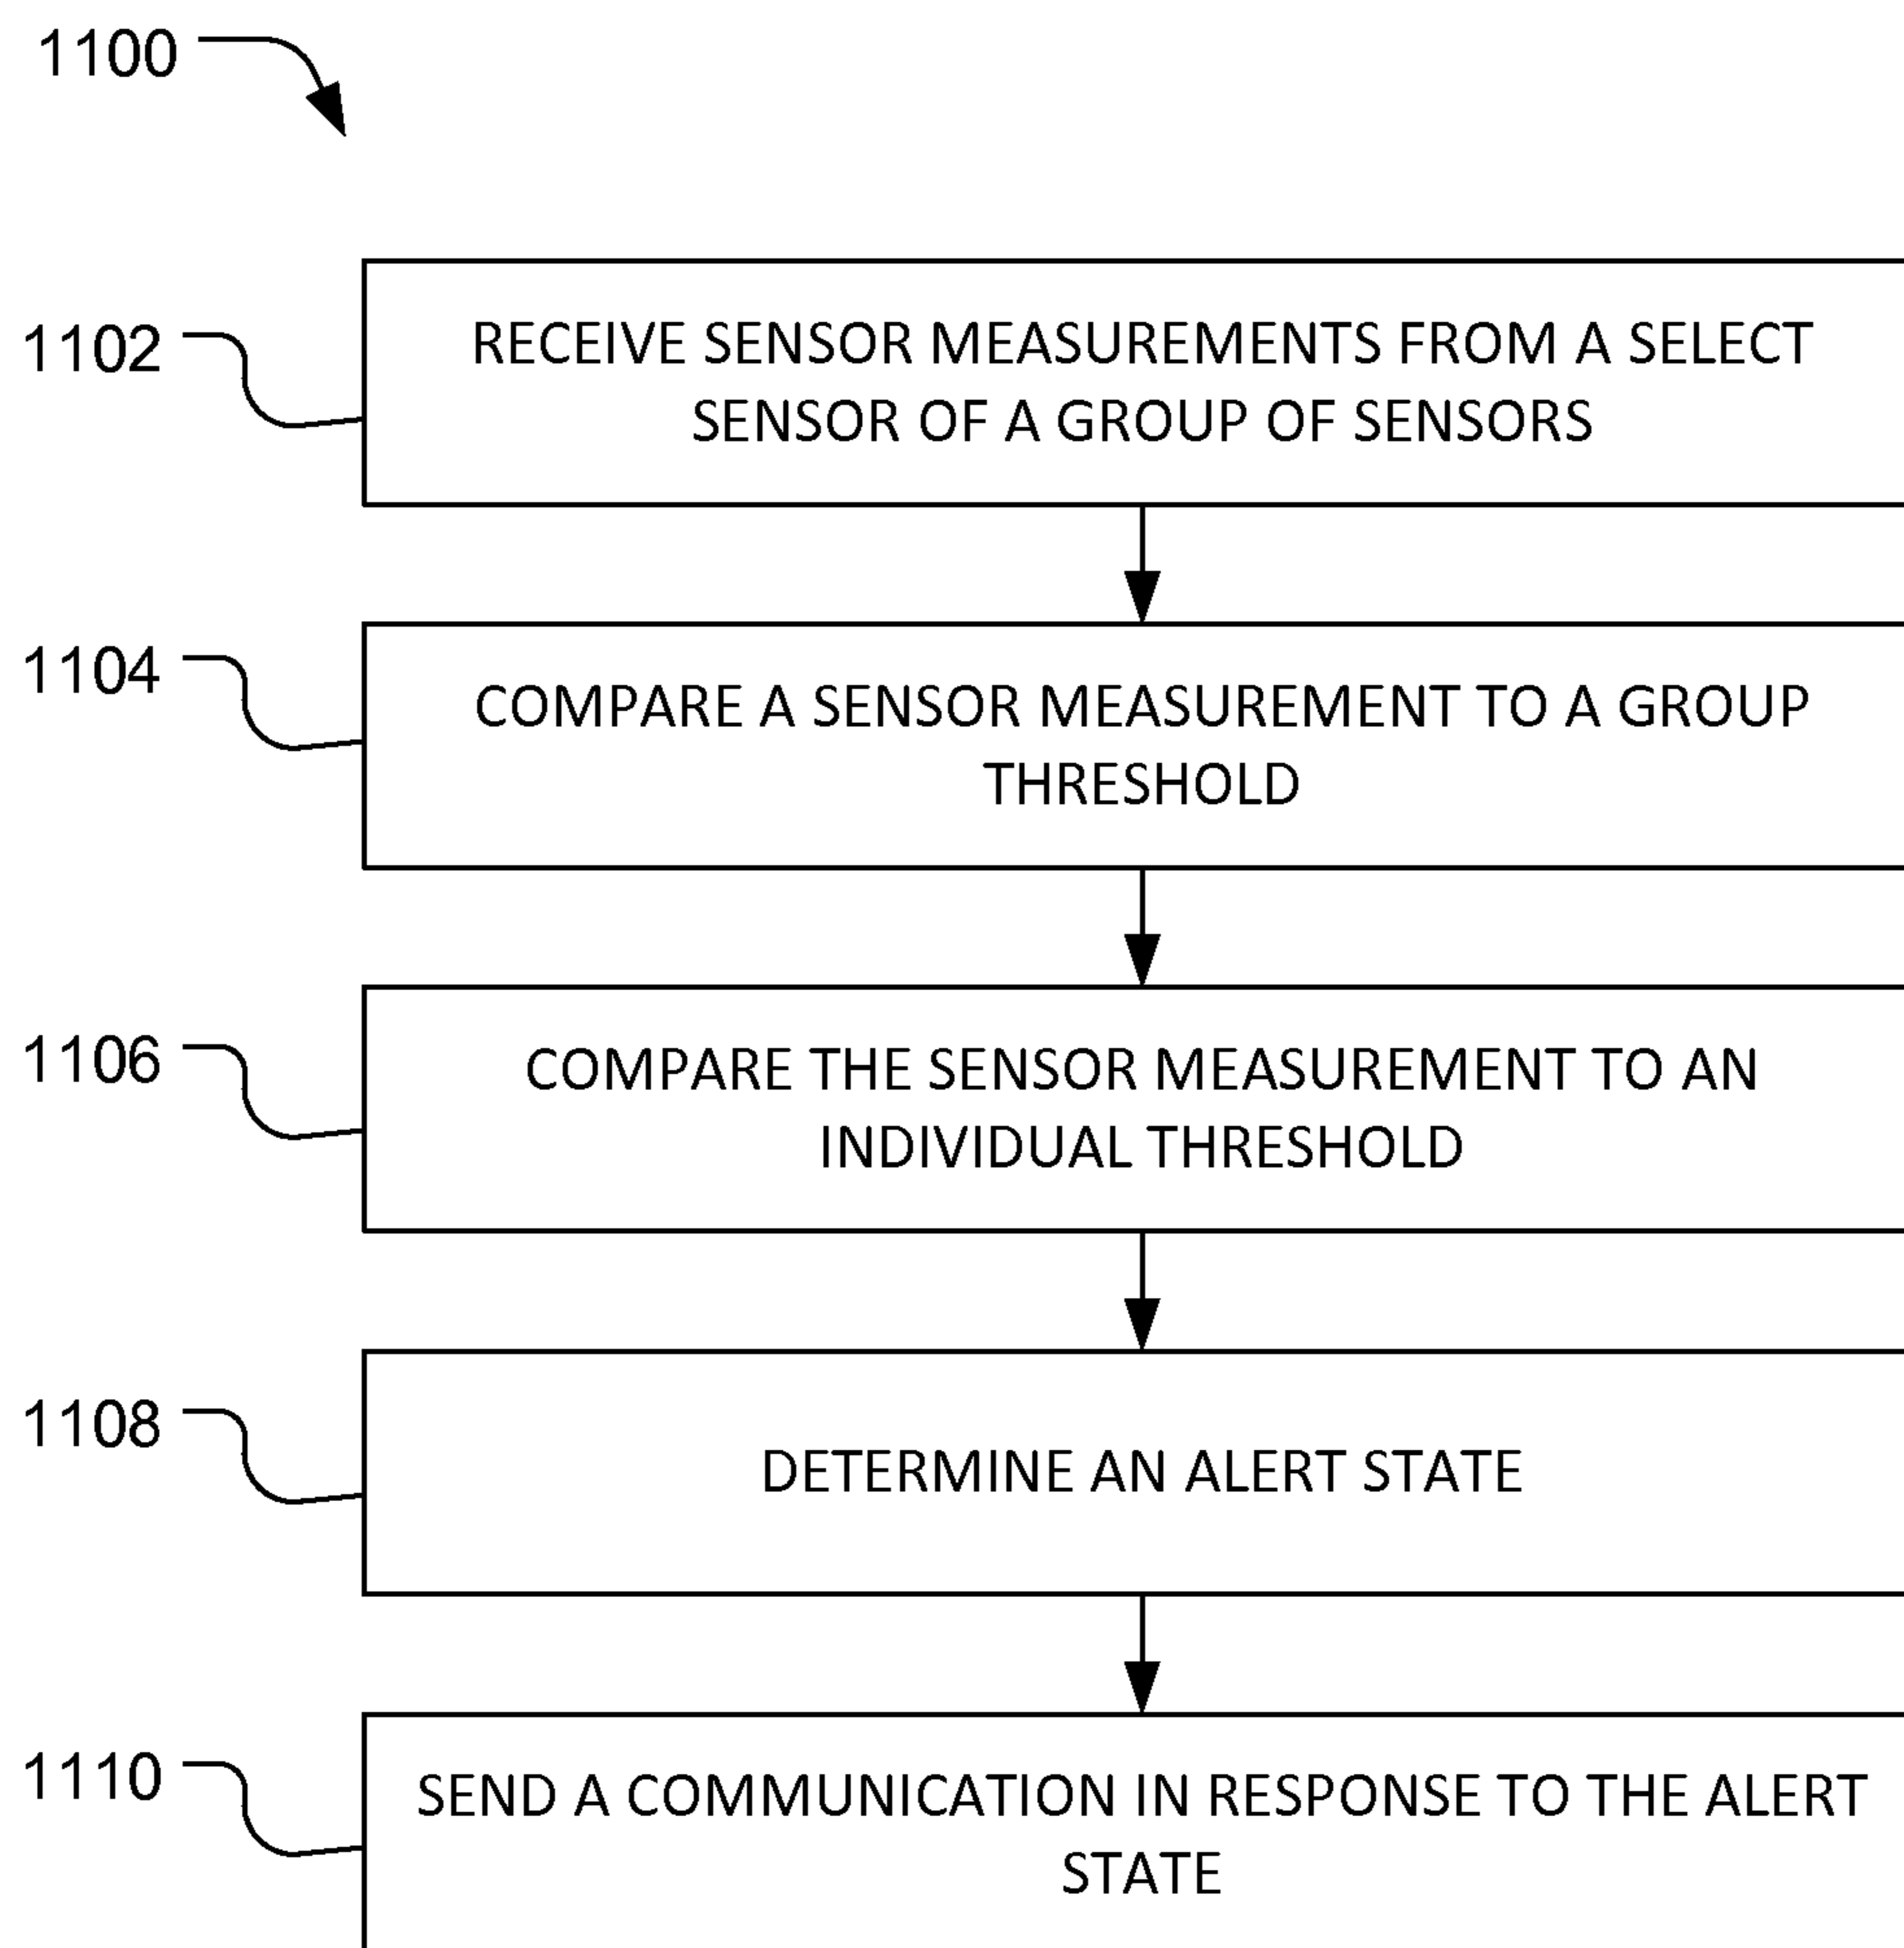 1100
1102
RECEIVE SENSOR MEASUREMENTS FROM A SELECT
SENSOR OF A GROUP OF SENSORS
1104
COMPARE A SENSOR MEASUREMENT TO A GROUP
THRESHOLD
1106
COMPARE THE SENSOR MEASUREMENT TO AN
INDIVIDUAL THRESHOLD
1108
DETERMINE AN ALERT STATE
1110
SEND A COMMUNICATION IN RESPONSE TO THE ALERT
STATE